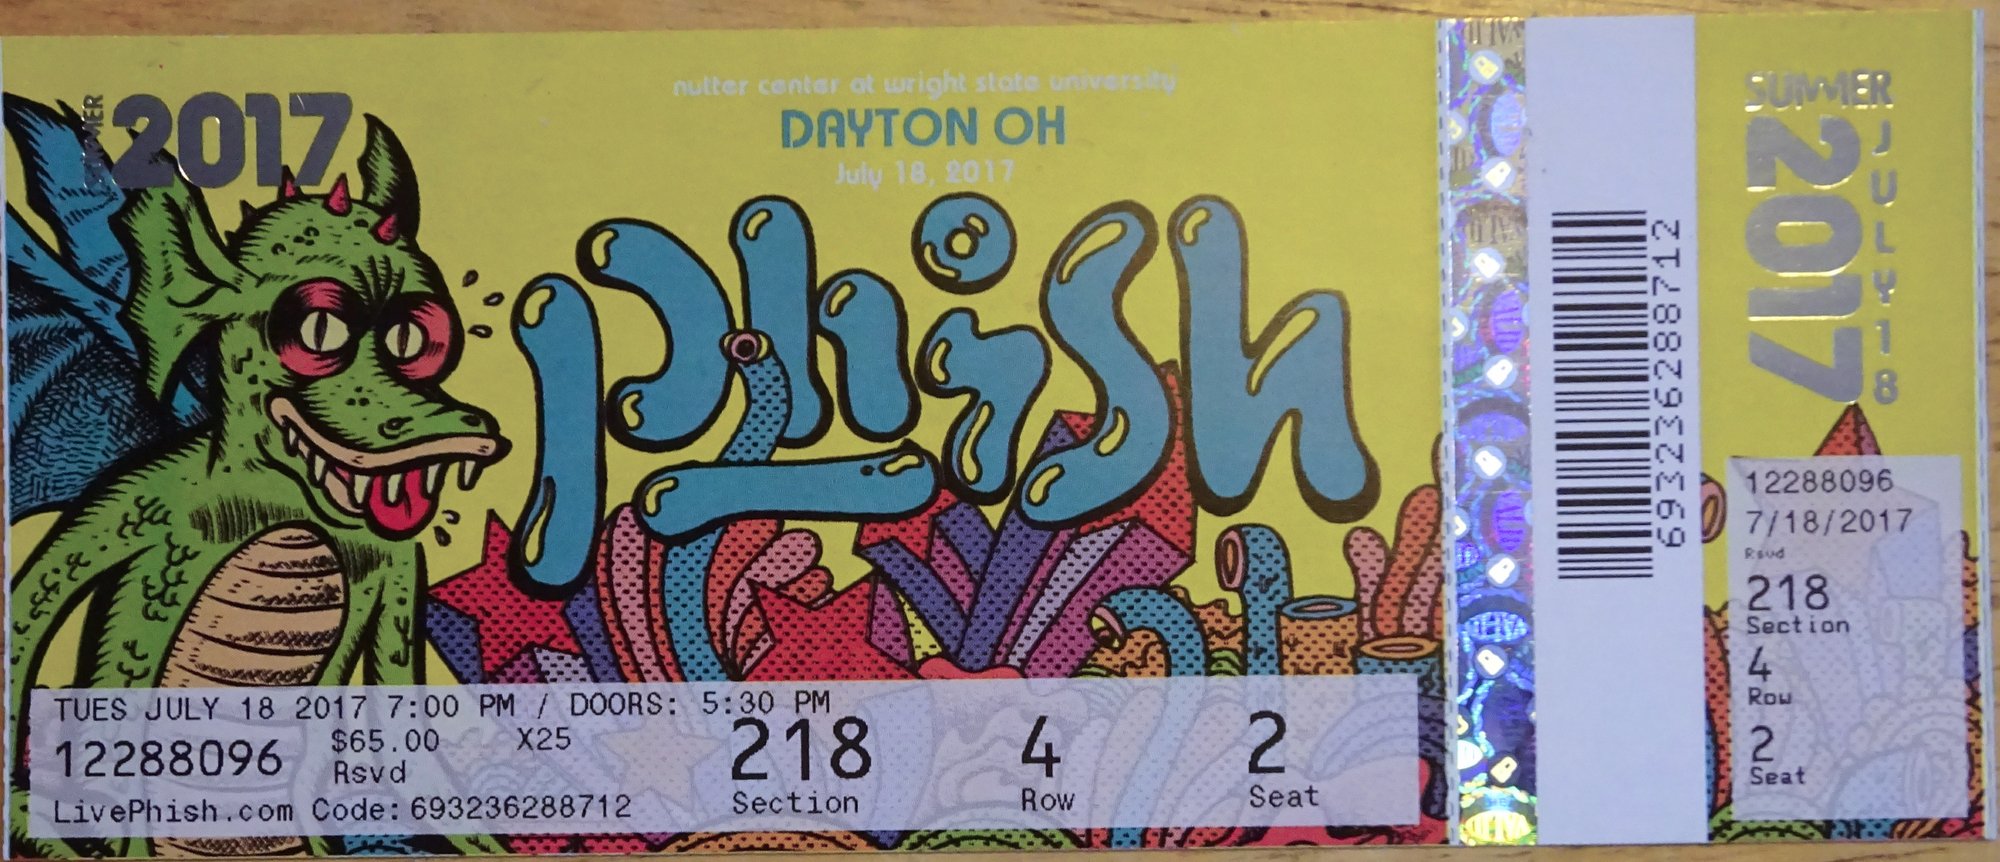 SUMMER
2017
nutter center at wright state university
DAYTON OH
July 18, 2017
Phish
TUES JULY 18 2017 7:00 PM / DOORS: 5:30 PM
12288096
$65.00 X25
Rsvd
218
Section
4
Row
2
Seat
LivePhish.com Code: 693236288712
693236288712
SUMMER
2017
JULY 18
12288096
7/18/2017
Rsvd
218
Section
4
Row
2
Seat